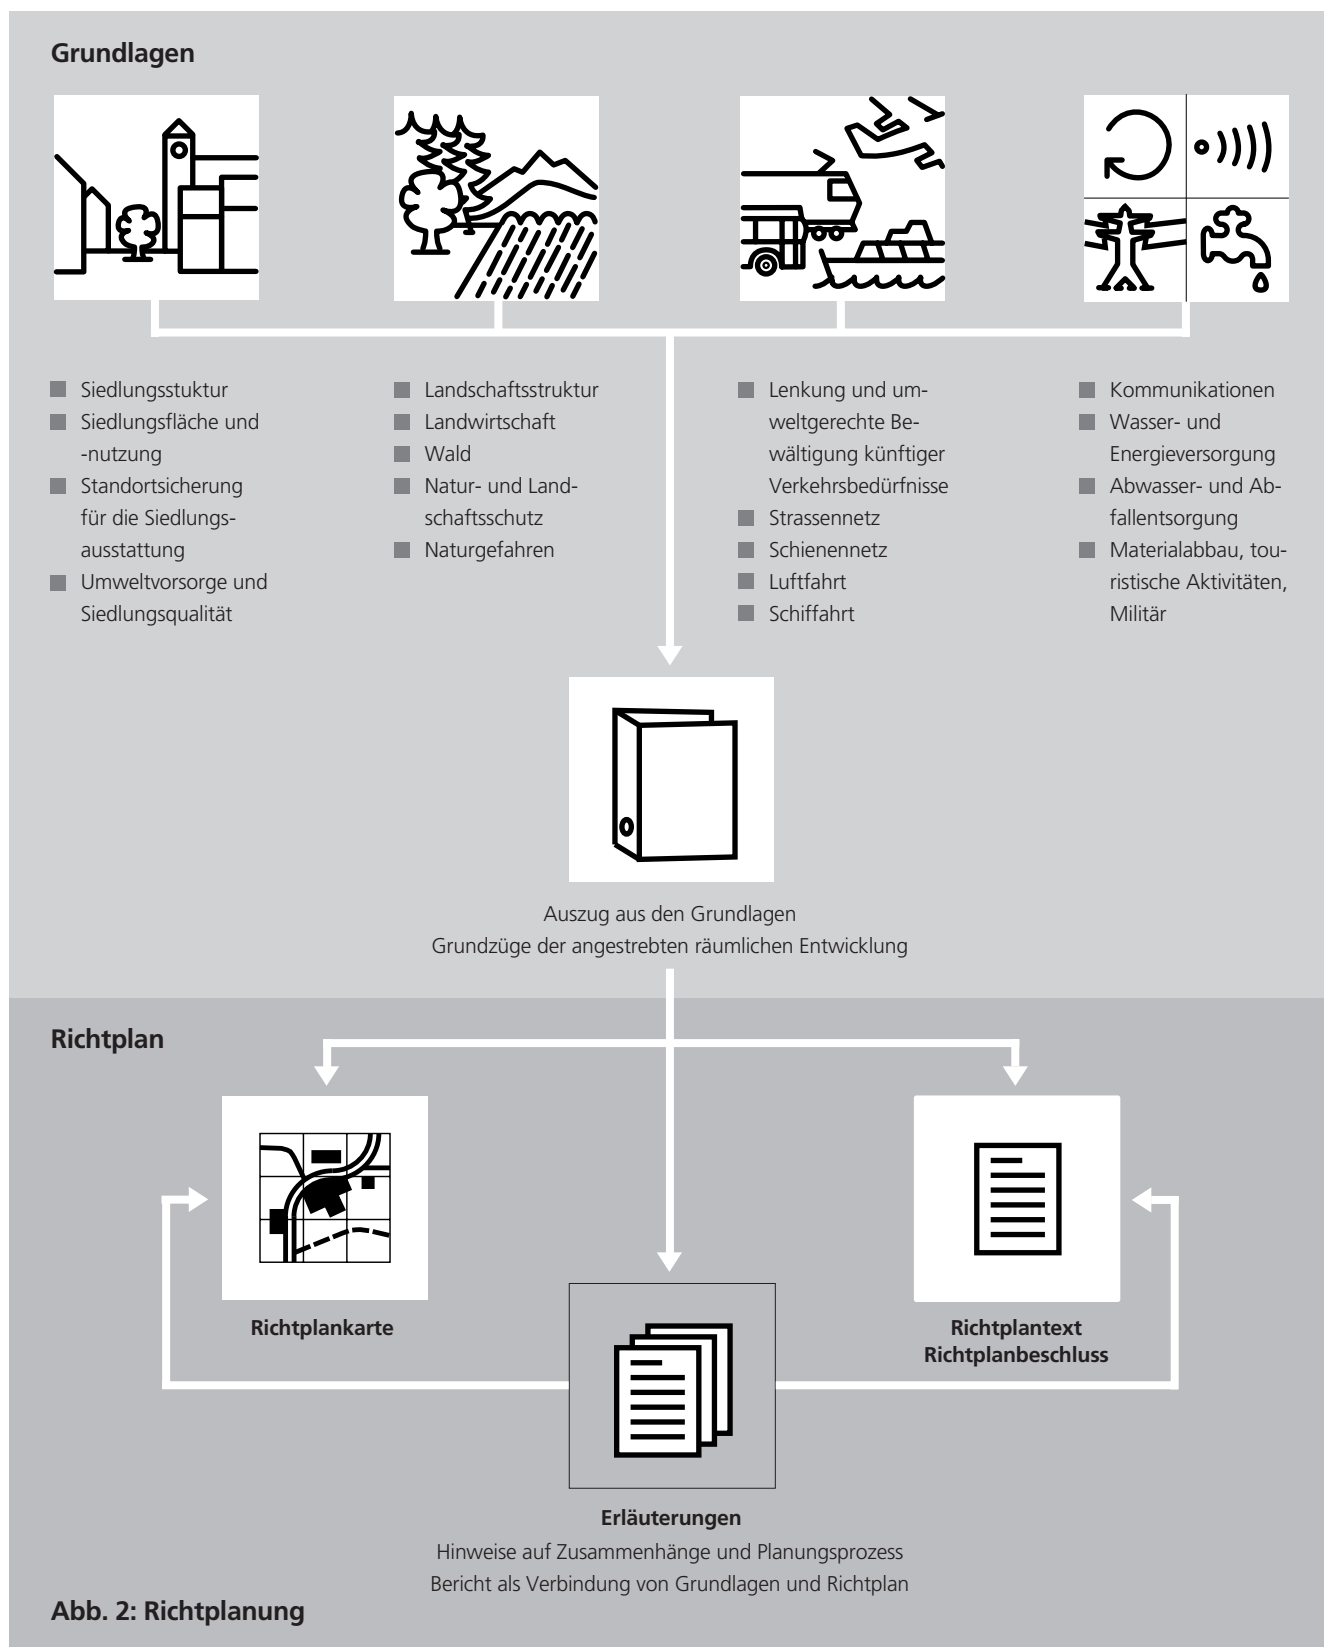 Grundlagen
Siedlungsstuktur
Siedlungsfläche und
-nutzung
Standortsicherung
für die Siedlungs-
ausstattung
Umweltvorsorge und
Siedlungsqualität
Landschaftsstruktur
Landwirtschaft
Wald
Natur- und Land-
schaftsschutz
Naturgefahren
Lenkung und um-
weltgerechte Be-
wältigung künftiger
Verkehrsbedürfnisse
Strassennetz
Schienennetz
Luftfahrt
Schiffahrt
Kommunikationen
Wasser- und
Energieversorgung
Abwasser- und Ab-
fallentsorgung
Materialabbau, tou-
ristische Aktivitäten,
Militär
Auszug aus den Grundlagen
Grundzüge der angestrebten räumlichen Entwicklung
Richtplan
Richtplankarte
Richtplantext
Richtplanbeschluss
Erläuterungen
Hinweise auf Zusammenhänge und Planungsprozess
Bericht als Verbindung von Grundlagen und Richtplan
Abb. 2: Richtplanung